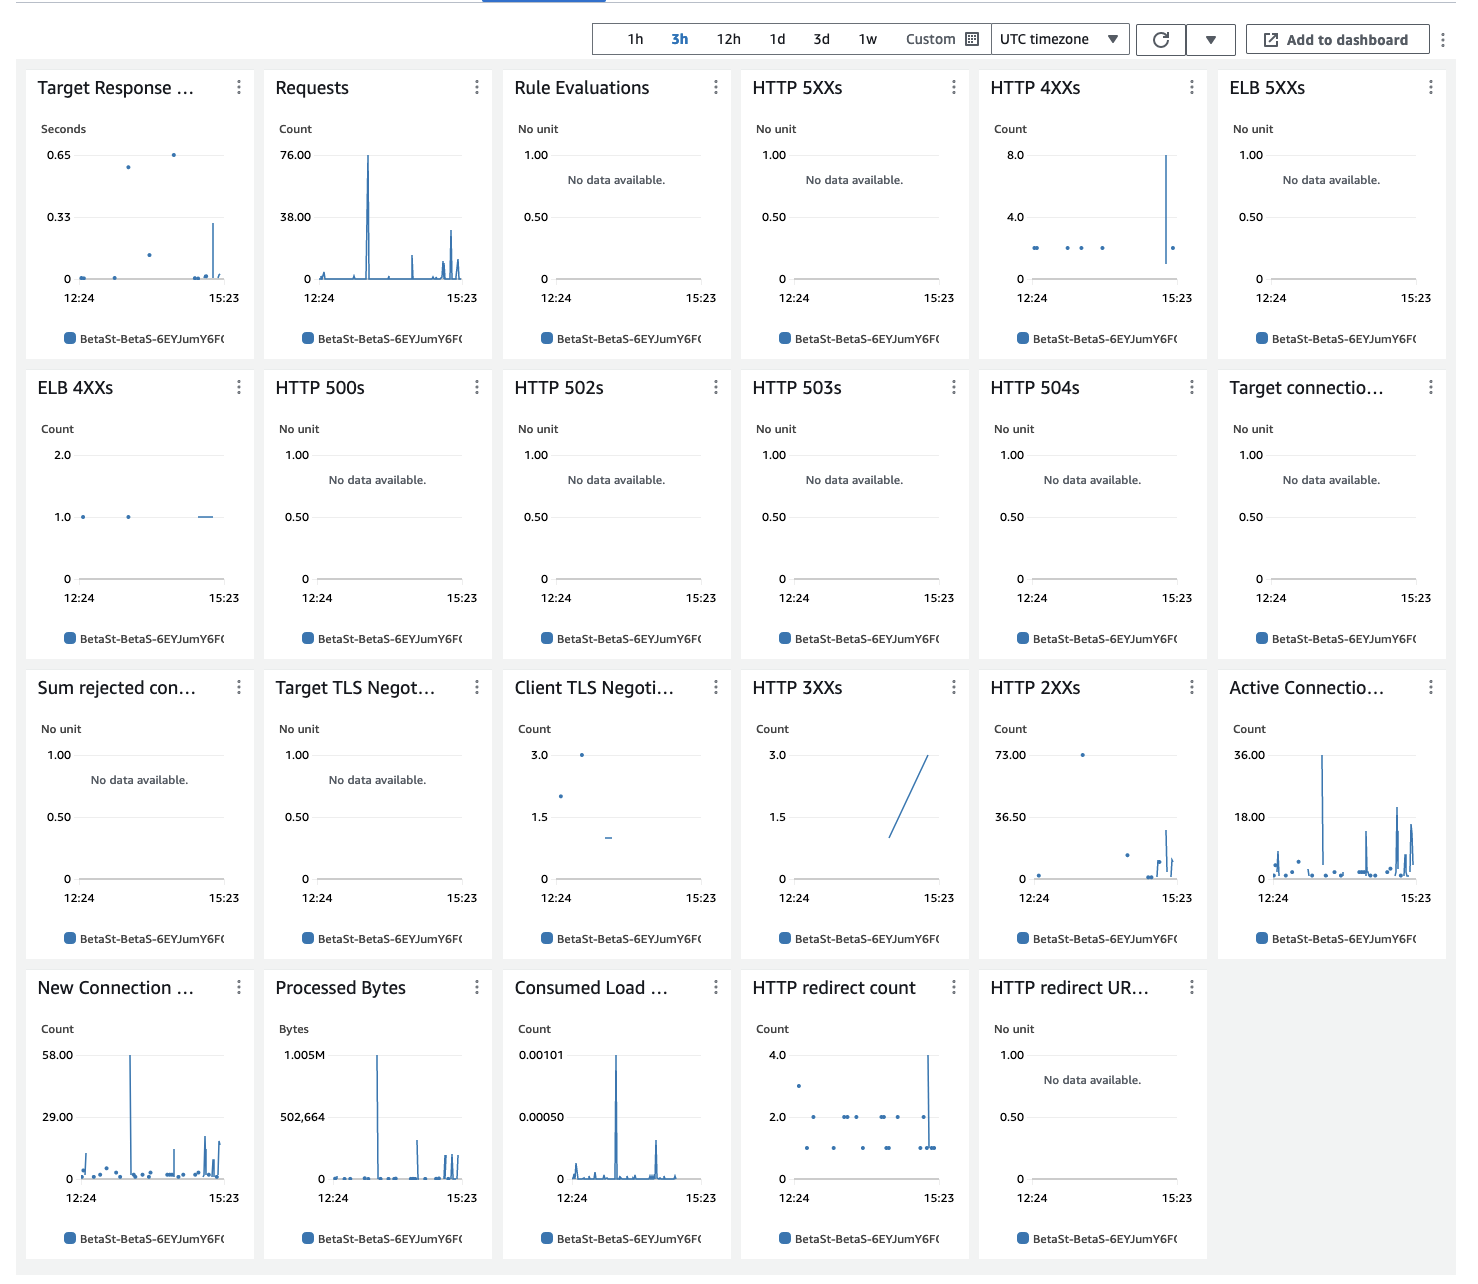 1h 3h 12h 1d 3d 1w Custom UTC timezone Add to dashboard
Target Response ...
Seconds
0.65
0.33
0
12:24 15:23
BetaSt-BetaS-6EYJumY6F
Requests
Count
76.00
38.00
0
12:24 15:23
BetaSt-BetaS-6EYJumY6F
Rule Evaluations
No unit
1.00
No data available.
0.50
0
12:24 15:23
BetaSt-BetaS-6EYJumY6F
HTTP 5XXs
No unit
1.00
No data available.
0.50
0
12:24 15:23
BetaSt-BetaS-6EYJumY6F
HTTP 4XXs
Count
8.0
4.0
0
12:24 15:23
BetaSt-BetaS-6EYJumY6F
ELB 5XXs
No unit
1.00
No data available.
0.50
0
12:24 15:23
BetaSt-BetaS-6EYJumY6F
ELB 4XXs
Count
2.0
1.0
0
12:24 15:23
BetaSt-BetaS-6EYJumY6F
HTTP 500s
No unit
1.00
No data available.
0.50
0
12:24 15:23
BetaSt-BetaS-6EYJumY6F
HTTP 502s
No unit
1.00
No data available.
0.50
0
12:24 15:23
BetaSt-BetaS-6EYJumY6F
HTTP 503s
No unit
1.00
No data available.
0.50
0
12:24 15:23
BetaSt-BetaS-6EYJumY6F
HTTP 504s
No unit
1.00
No data available.
0.50
0
12:24 15:23
BetaSt-BetaS-6EYJumY6F
Target connectio...
No unit
1.00
No data available.
0.50
0
12:24 15:23
BetaSt-BetaS-6EYJumY6F
Sum rejected con...
No unit
1.00
No data available.
0.50
0
12:24 15:23
BetaSt-BetaS-6EYJumY6F
Target TLS Negot...
No unit
1.00
No data available.
0.50
0
12:24 15:23
BetaSt-BetaS-6EYJumY6F
Client TLS Negoti...
Count
3.0
1.5
0
12:24 15:23
BetaSt-BetaS-6EYJumY6F
HTTP 3XXs
Count
3.0
1.5
0
12:24 15:23
BetaSt-BetaS-6EYJumY6F
HTTP 2XXs
Count
73.00
36.50
0
12:24 15:23
BetaSt-BetaS-6EYJumY6F
Active Connectio...
Count
36.00
18.00
0
12:24 15:23
BetaSt-BetaS-6EYJumY6F
New Connection ...
Count
58.00
29.00
0
12:24 15:23
BetaSt-BetaS-6EYJumY6F
Processed Bytes
Bytes
1.005M
502,664
0
12:24 15:23
BetaSt-BetaS-6EYJumY6F
Consumed Load ...
Count
0.00101
0.00050
0
12:24 15:23
BetaSt-BetaS-6EYJumY6F
HTTP redirect count
Count
4.0
2.0
0
12:24 15:23
BetaSt-BetaS-6EYJumY6F
HTTP redirect UR...
No unit
1.00
No data available.
0.50
0
12:24 15:23
BetaSt-BetaS-6EYJumY6F